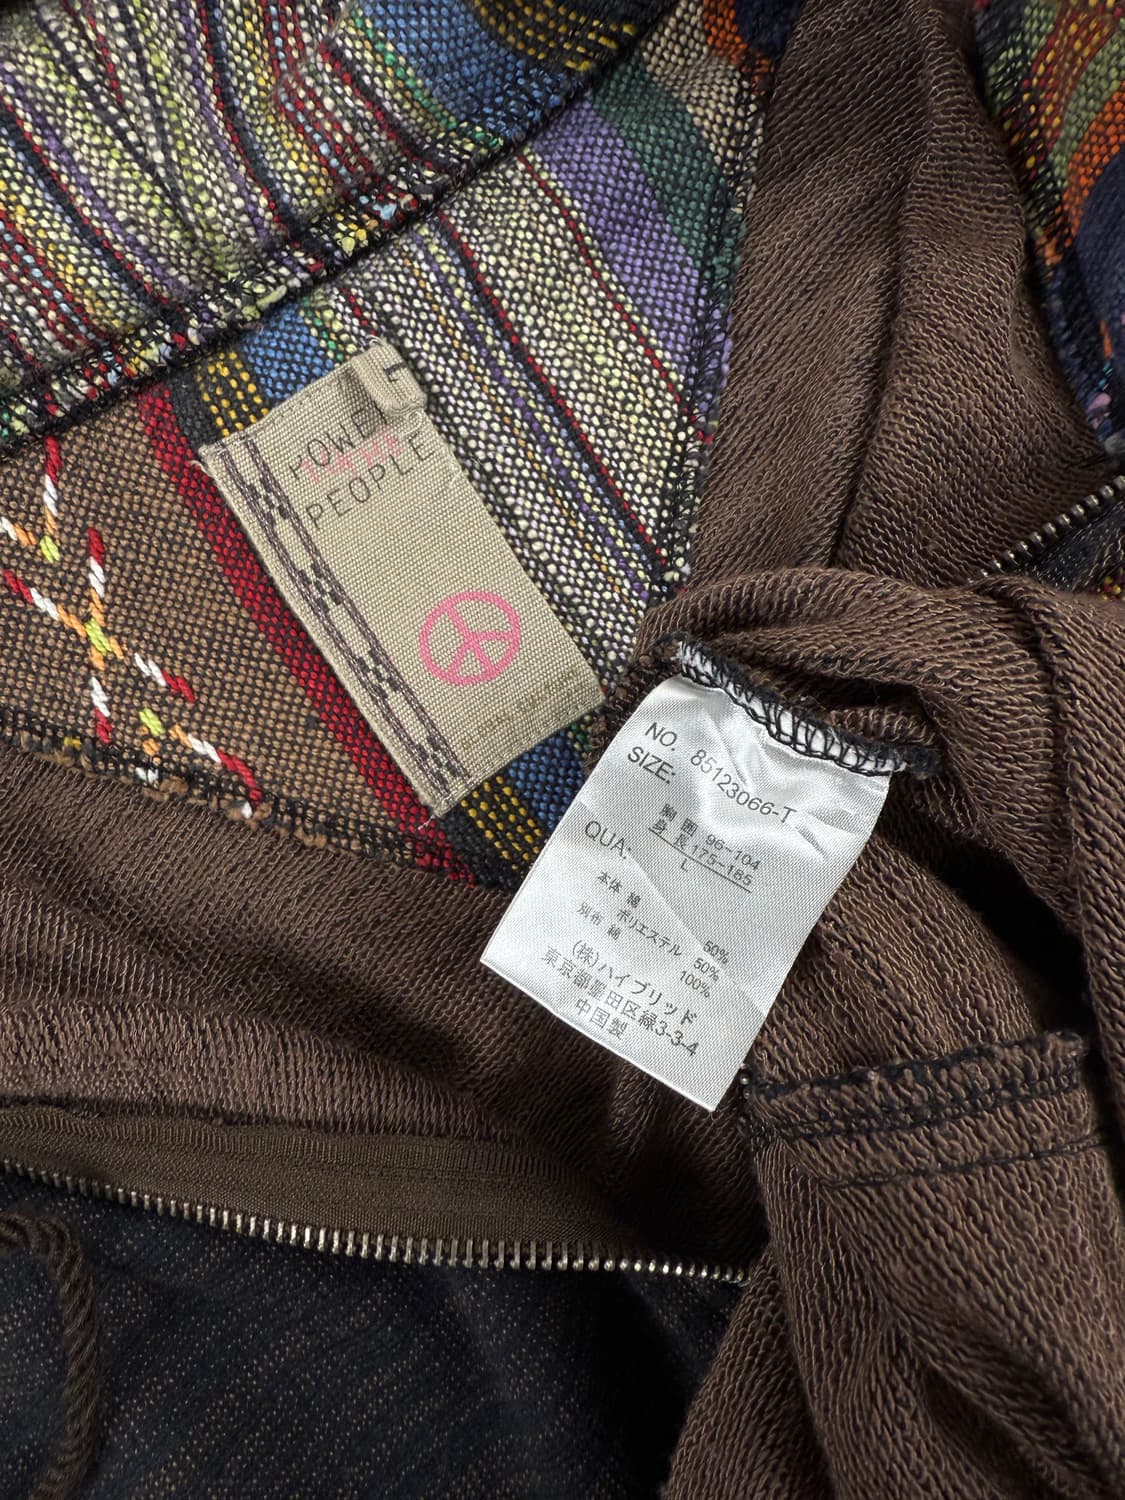 POWER
TO THE
PEOPLE
NO. 85123066-T
SIZE:
胸 囲 96-104
身 長 175-185
L
QUA:
本体 綿 50%
ポリエステル 50%
別布 綿 100%
(株)ハイブリッド
東京都墨田区緑3-3-4
中国製